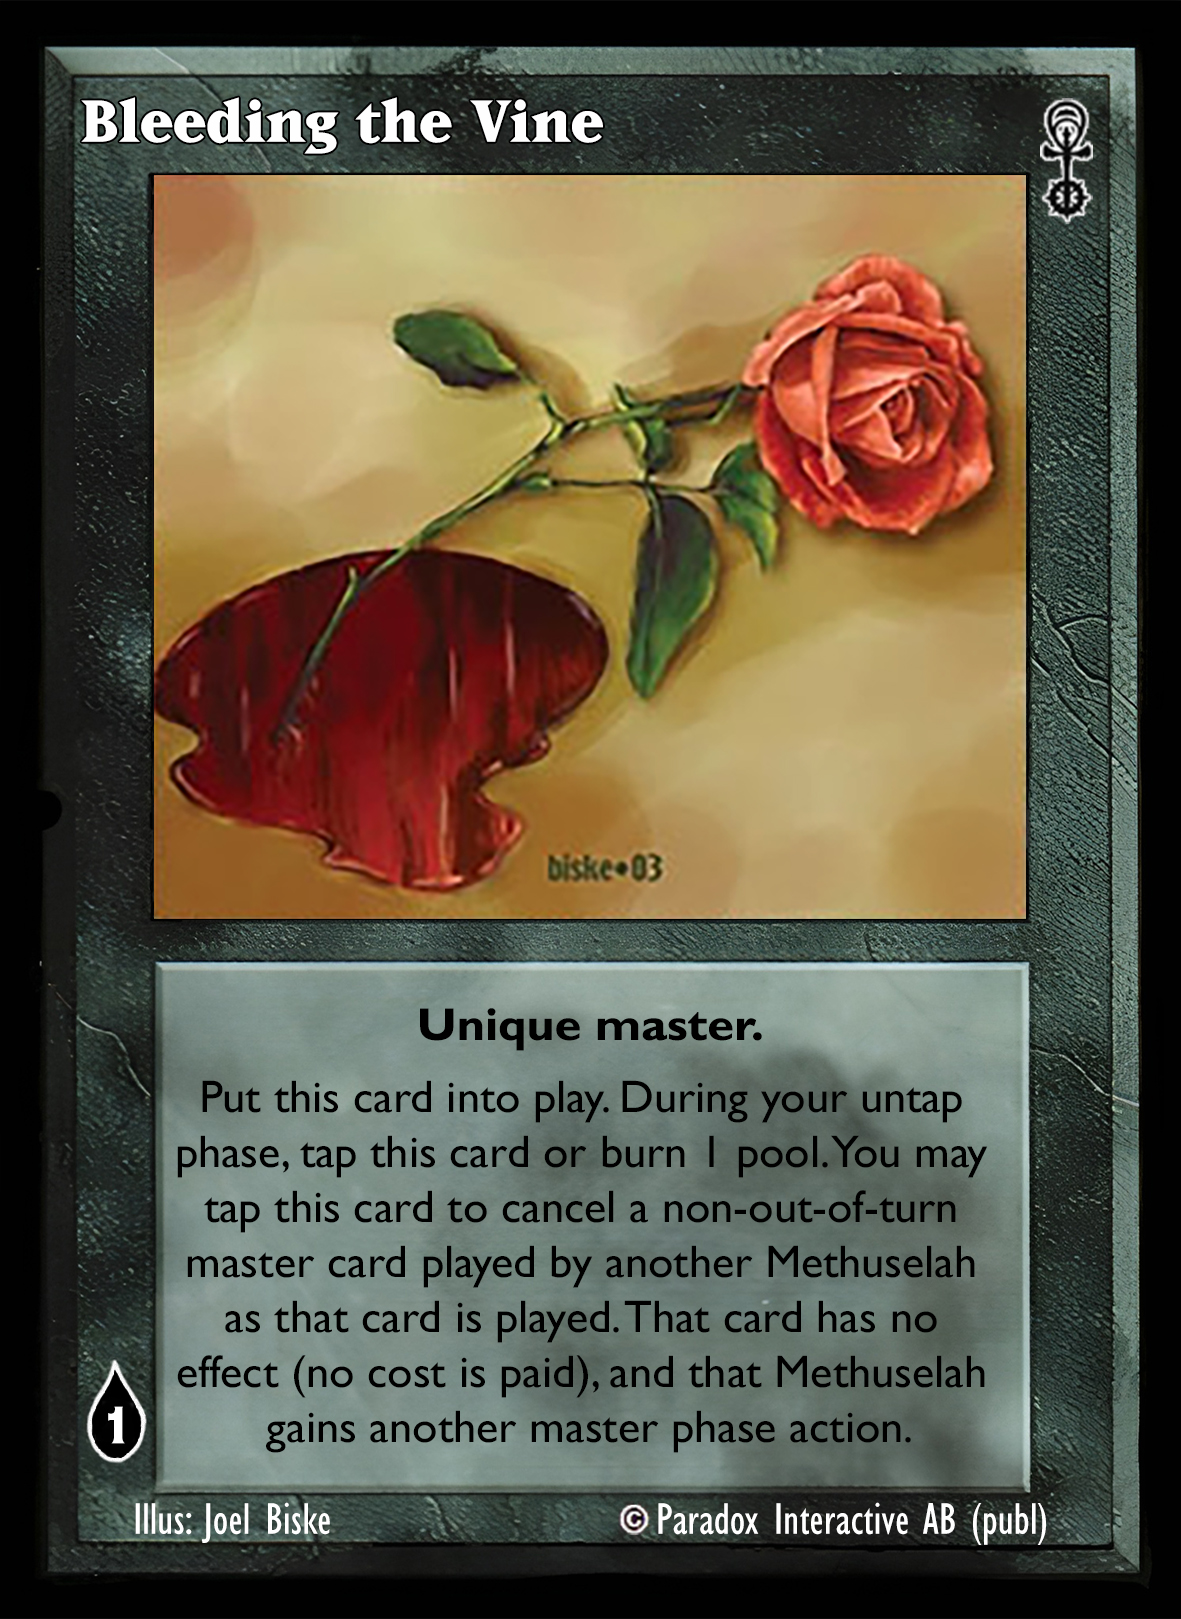 Bleeding the Vine
biske•03
Unique master.
Put this card into play. During your untap
phase, tap this card or burn 1 pool. You may
tap this card to cancel a non-out-of-turn
master card played by another Methuselah
as that card is played. That card has no
effect (no cost is paid), and that Methuselah
gains another master phase action.
1
Illus: Joel Biske
© Paradox Interactive AB (publ)